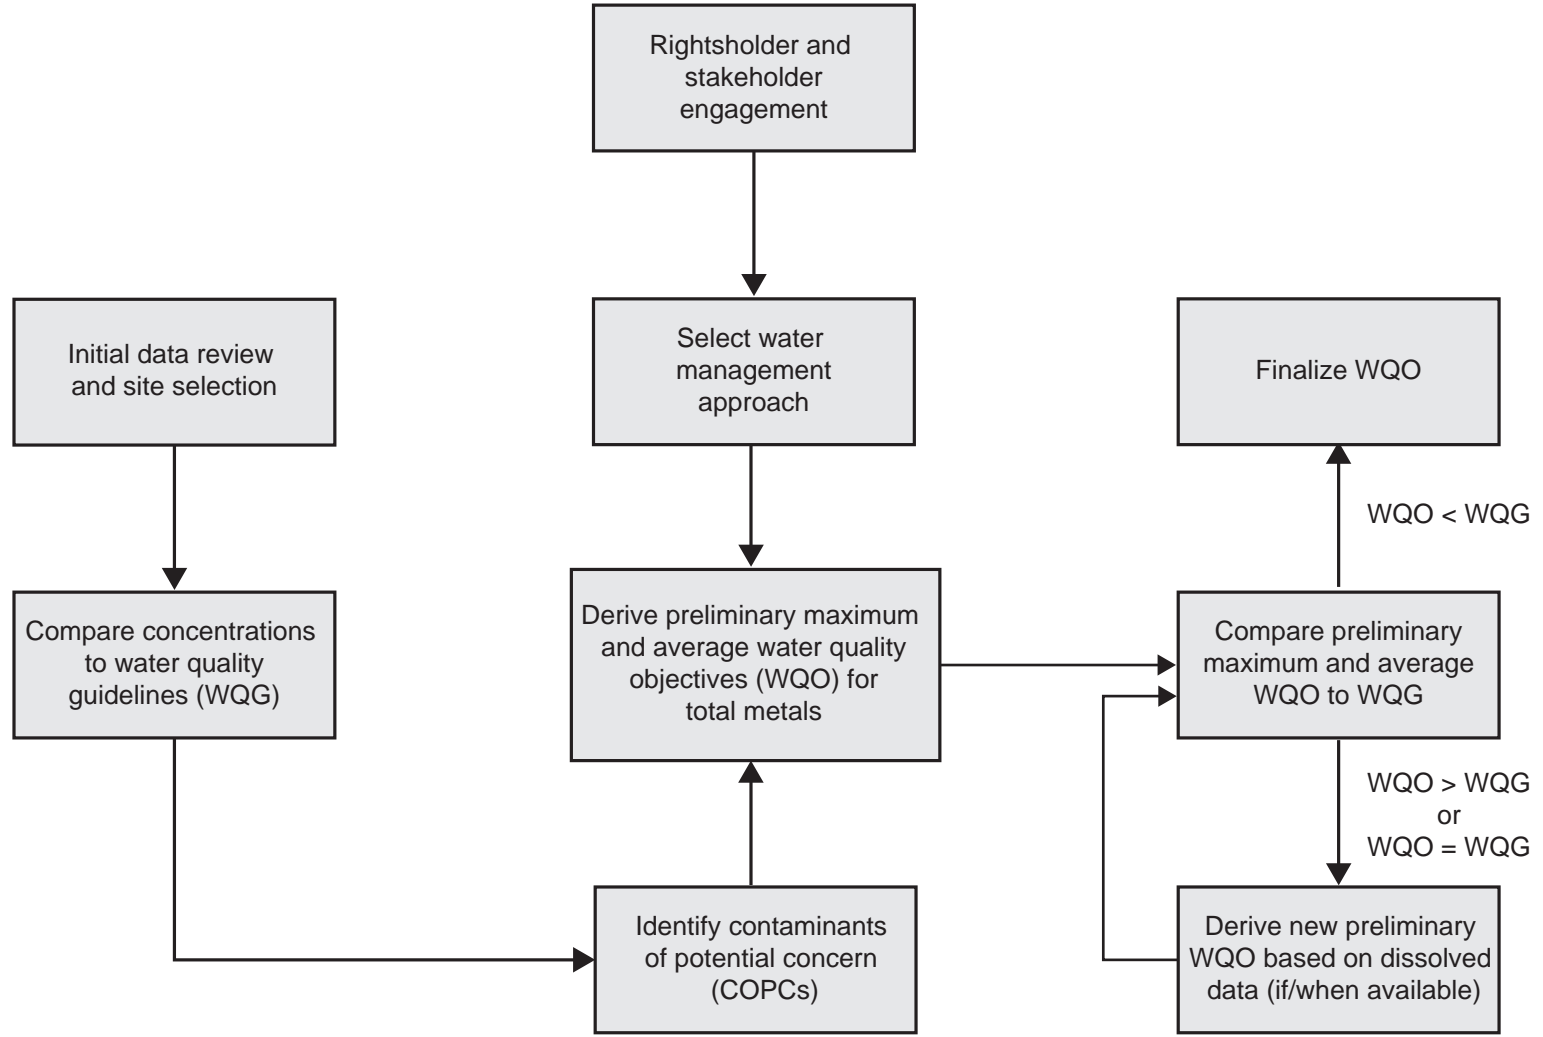 Rightsholder and
stakeholder
engagement
Initial data review
and site selection
Select water
management
approach
Finalize WQO
WQO < WQG
Compare concentrations
to water quality
guidelines (WQG)
Derive preliminary maximum
and average water quality
objectives (WQO) for
total metals
Compare preliminary
maximum and average
WQO to WQG
WQO > WQG
or
WQO = WQG
Identify contaminants
of potential concern
(COPCs)
Derive new preliminary
WQO based on dissolved
data (if/when available)